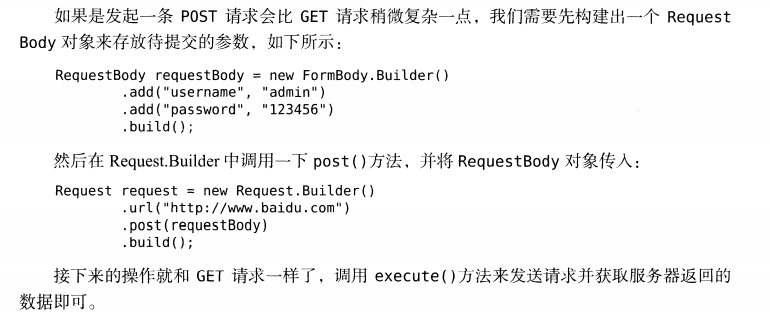 如果是发起一条 POST 请求会比 GET 请求稍微复杂一点，我们需要先构建出一个 Request
Body 对象来存放待提交的参数，如下所示：
RequestBody requestBody = new FormBody.Builder()
.add("username", "admin")
.add("password", "123456")
.build();
然后在 Request.Builder 中调用一下 post()方法，并将 RequestBody 对象传入：
Request request = new Request.Builder()
.url("http://www.baidu.com")
.post(requestBody)
.build();
接下来的操作就和 GET 请求一样了，调用 execute()方法来发送请求并获取服务器返回的
数据即可。